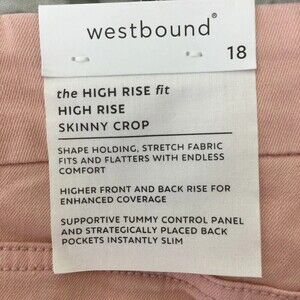 westbound®
18
the HIGH RISE fit
HIGH RISE
SKINNY CROP
SHAPE HOLDING, STRETCH FABRIC
FITS AND FLATTERS WITH ENDLESS
COMFORT
HIGHER FRONT AND BACK RISE FOR
ENHANCED COVERAGE
SUPPORTIVE TUMMY CONTROL PANEL
AND STRATEGICALLY PLACED BACK
POCKETS INSTANTLY SLIM